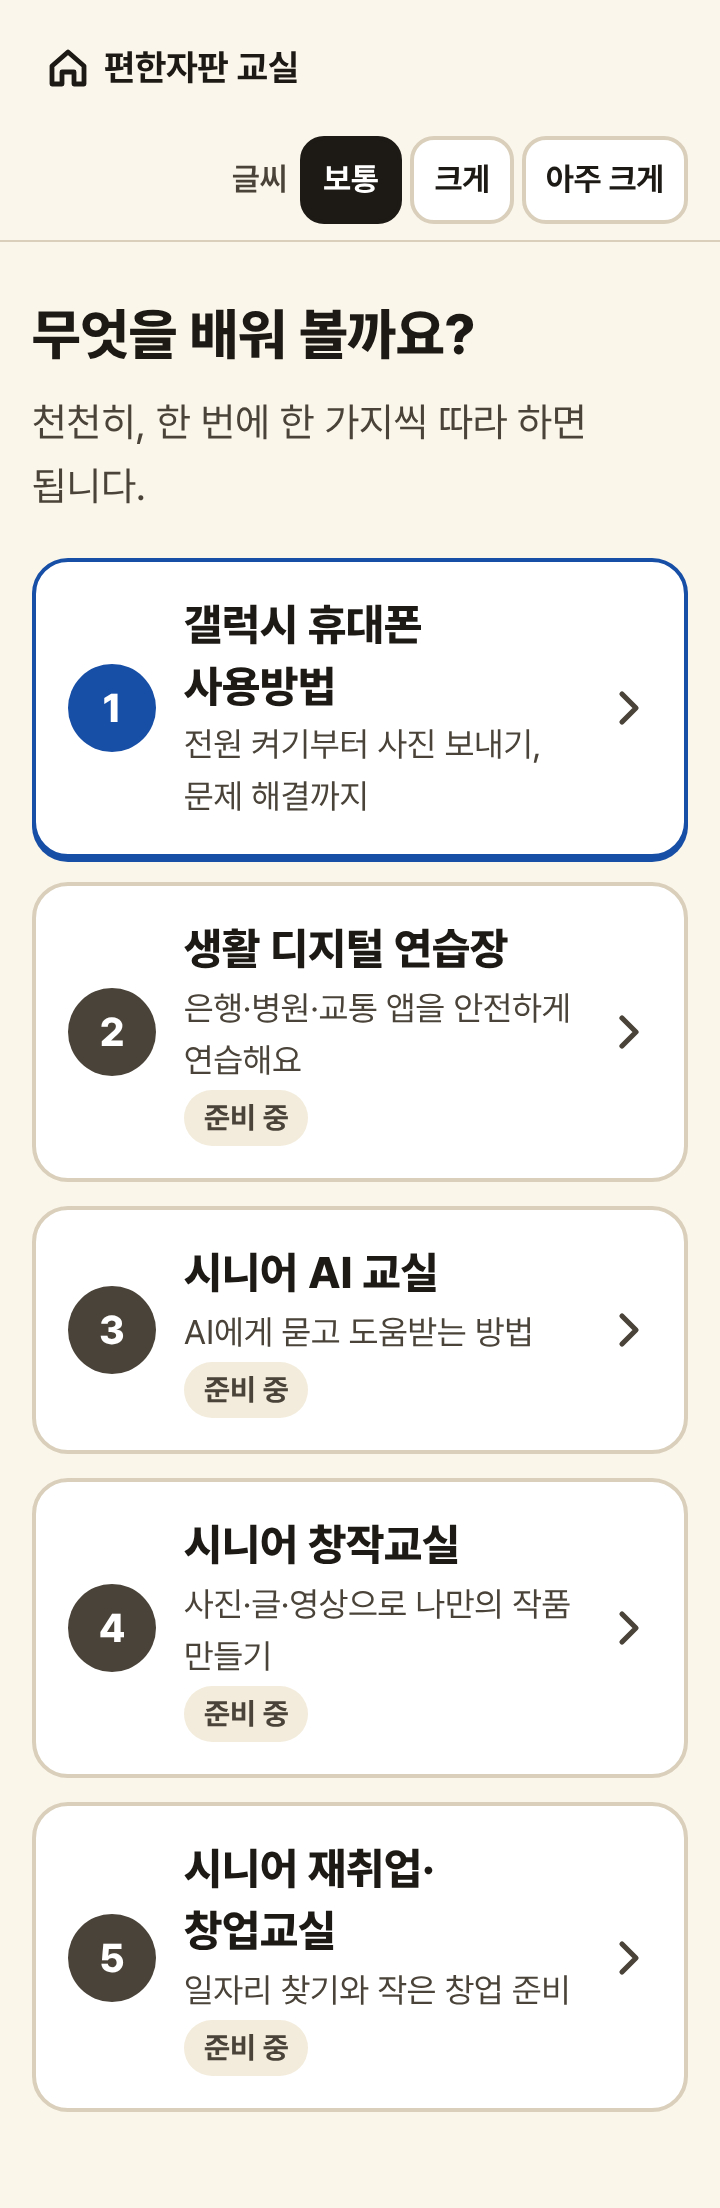 편한자판 교실
글씨 보통 크게 아주 크게
무엇을 배워 볼까요?
천천히, 한 번에 한 가지씩 따라 하면
됩니다.
갤럭시 휴대폰
사용방법
1
전원 켜기부터 사진 보내기,
문제 해결까지
생활 디지털 연습장
2
은행·병원·교통 앱을 안전하게
연습해요
준비 중
시니어 AI 교실
3
AI에게 묻고 도움받는 방법
준비 중
시니어 창작교실
4
사진·글·영상으로 나만의 작품
만들기
준비 중
시니어 재취업·
창업교실
5
일자리 찾기와 작은 창업 준비
준비 중